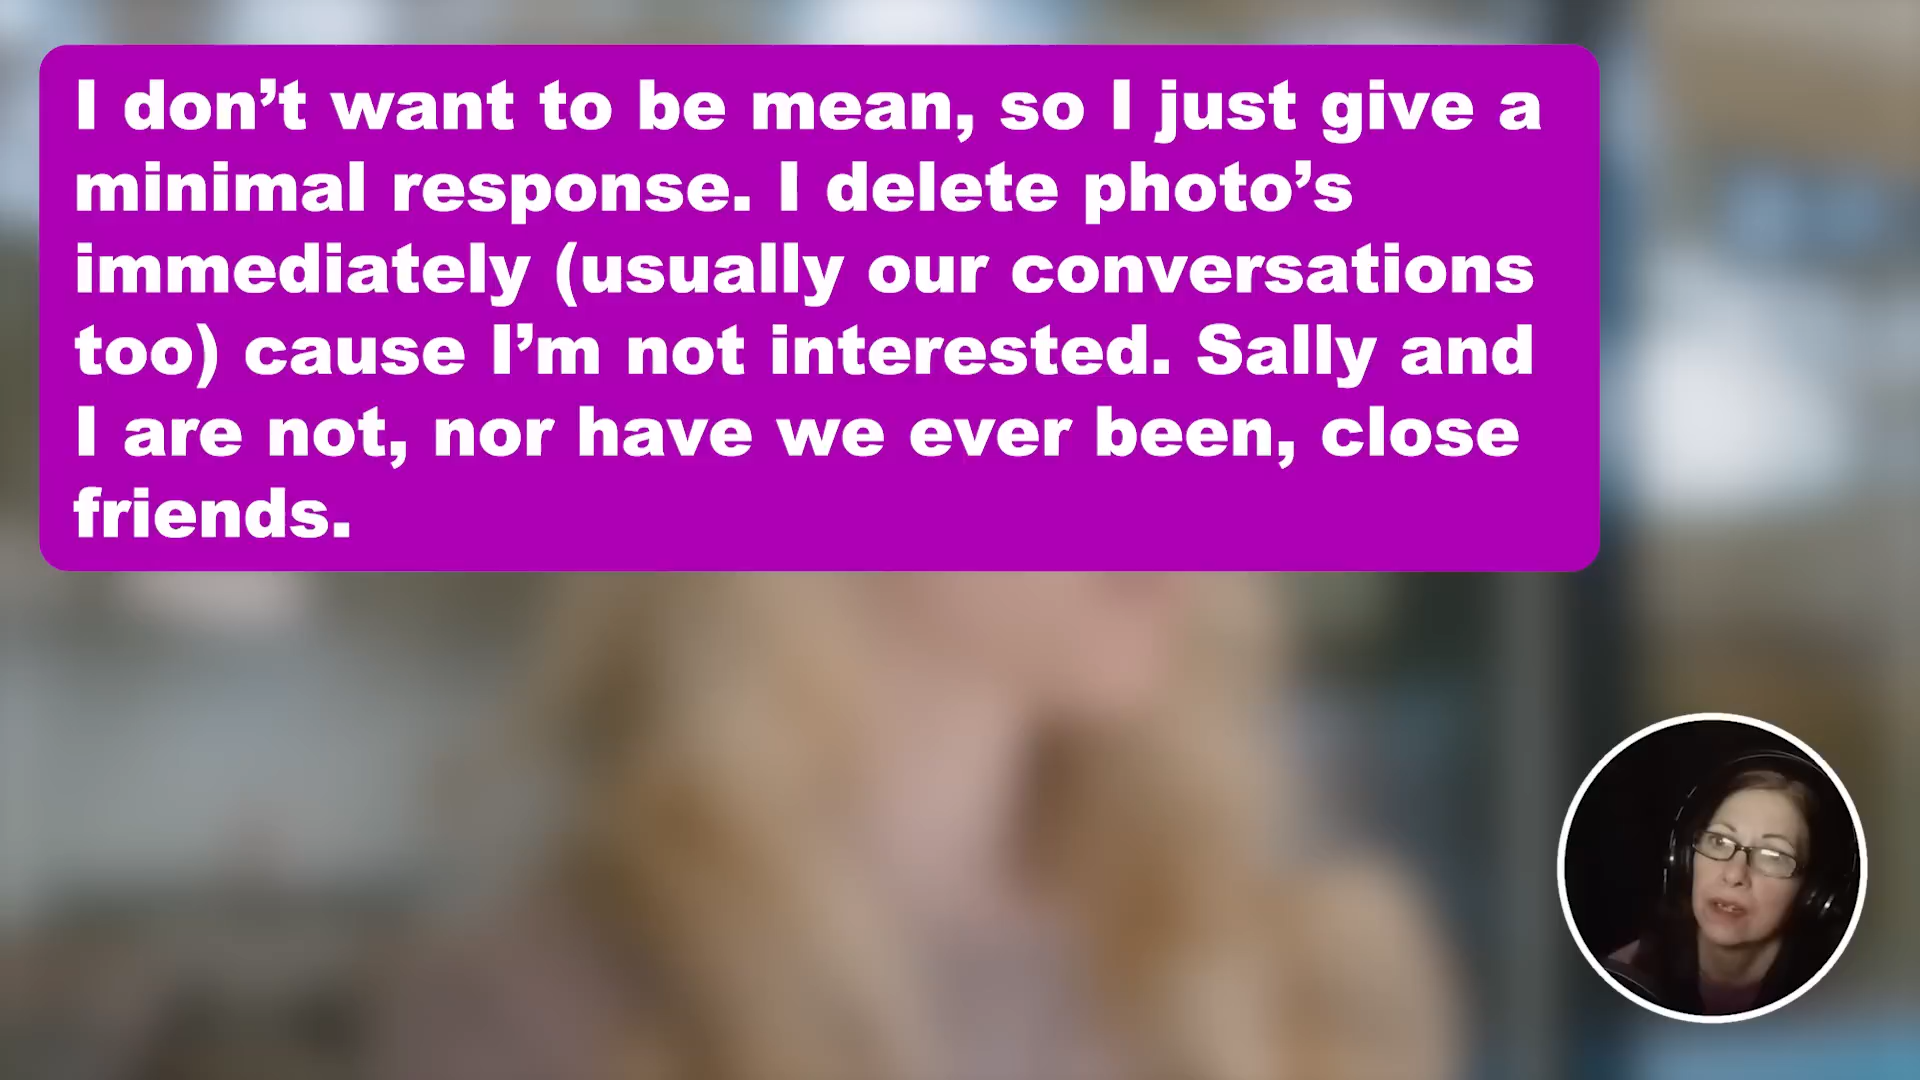 I don’t want to be mean, so I just give a
minimal response. I delete photo’s
immediately (usually our conversations
too) cause I’m not interested. Sally and
I are not, nor have we ever been, close
friends.